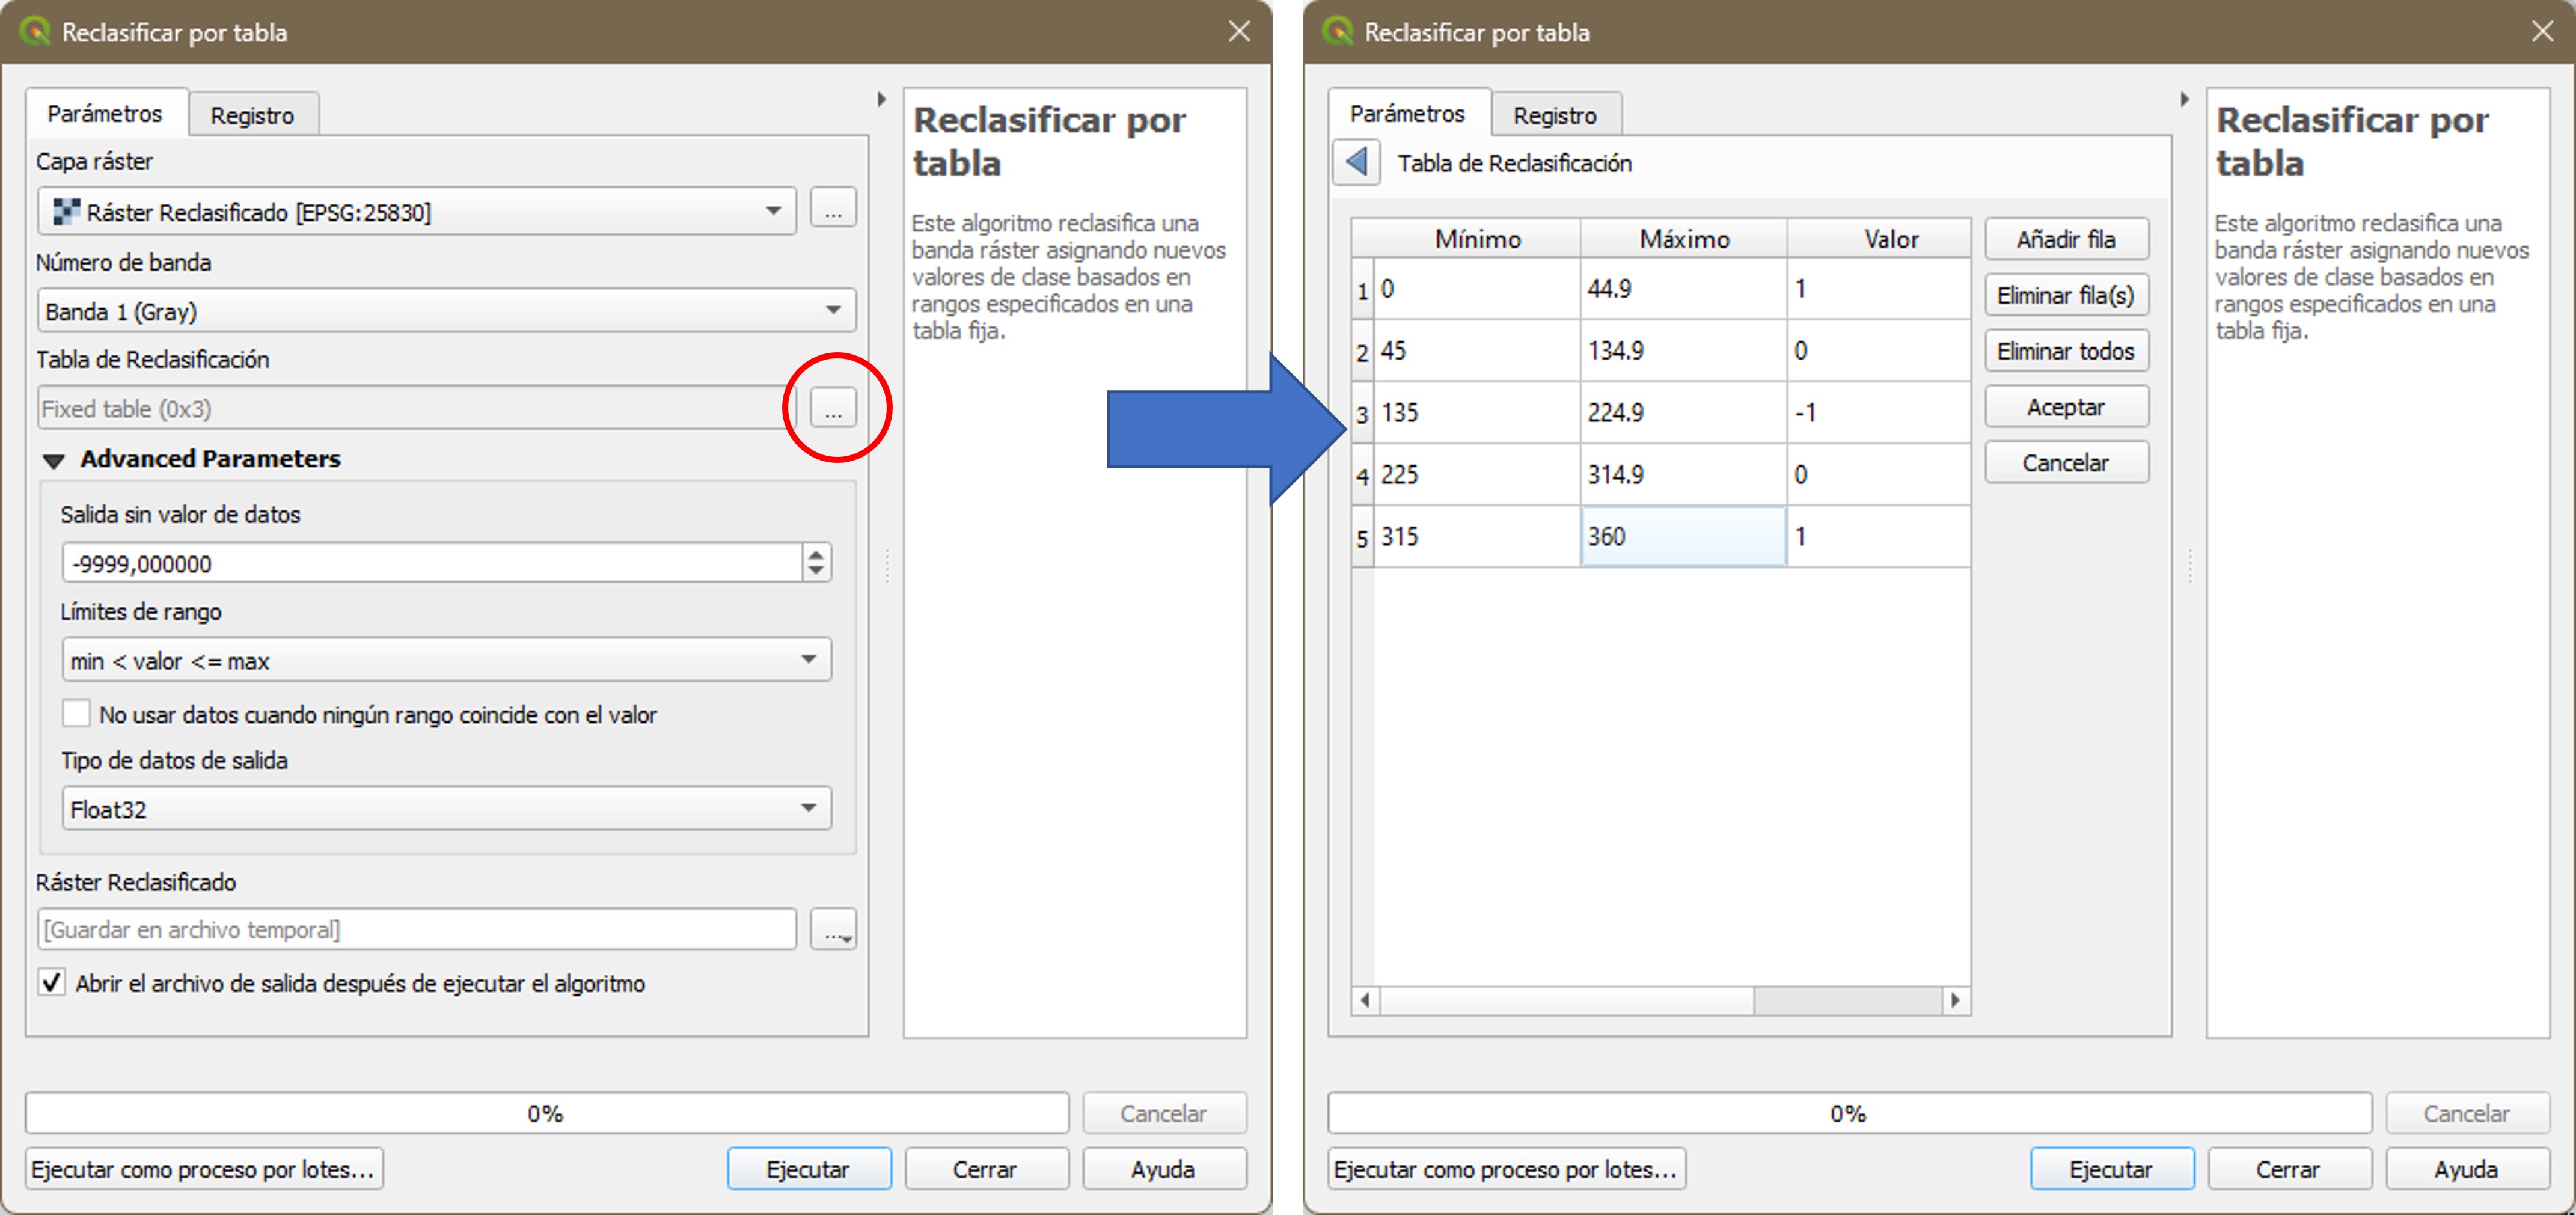 Reclasificar por tabla
Parámetros
Registro
Capa ráster
Ráster Reclasificado [EPSG:25830]
...
Número de banda
Banda 1 (Gray)
Tabla de Reclasificación
Fixed table (0x3)
...
Advanced Parameters
Salida sin valor de datos
-9999,000000
Límites de rango
min < valor <= max
No usar datos cuando ningún rango coincide con el valor
Tipo de datos de salida
Float32
Ráster Reclasificado
[Guardar en archivo temporal]
...
Abrir el archivo de salida después de ejecutar el algoritmo
Reclasificar por
tabla
Este algoritmo reclasifica una
banda ráster asignando nuevos
valores de clase basados en
rangos especificados en una
tabla fija.
0%
Cancelar
Ejecutar como proceso por lotes...
Ejecutar
Cerrar
Ayuda
Reclasificar por tabla
Parámetros
Registro
Tabla de Reclasificación
Mínimo Máximo Valor
1 0 44.9 1
2 45 134.9 0
3 135 224.9 -1
4 225 314.9 0
5 315 360 1
Añadir fila
Eliminar fila(s)
Eliminar todos
Aceptar
Cancelar
Reclasificar por
tabla
Este algoritmo reclasifica una
banda ráster asignando nuevos
valores de clase basados en
rangos especificados en una
tabla fija.
0%
Cancelar
Ejecutar como proceso por lotes...
Ejecutar
Cerrar
Ayuda